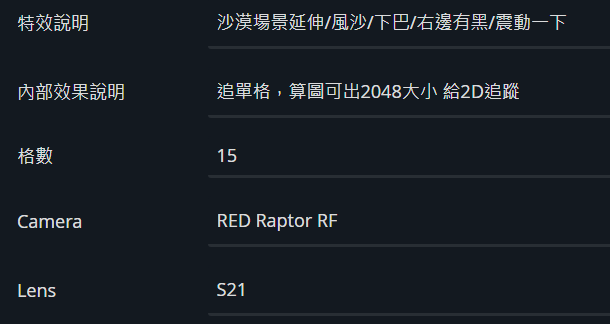 特效說明 沙漠場景延伸/風沙/下巴/右邊有黑/震動一下
內部效果說明 追單格，算圖可出2048大小 給2D追蹤
格數 15
Camera RED Raptor RF
Lens S21